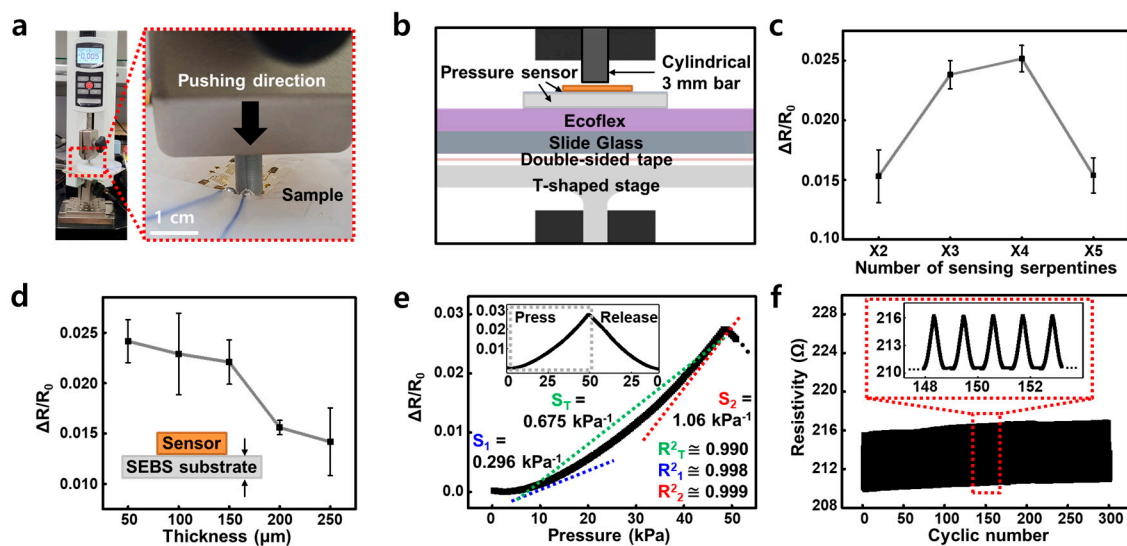 a
-0.005
Pushing direction
Sample
1 cm
b
Pressure sensor
Cylindrical
3 mm bar
Ecoflex
Slide Glass
Double-sided tape
T-shaped stage
c
ΔR/R0
0.025
0.020
0.015
0.10
X2 X3 X4 X5
Number of sensing serpentines
d
ΔR/R0
0.025
0.020
0.015
0.010
Sensor
SEBS substrate
50 100 150 200 250
Thickness (μm)
e
ΔR/R0
0.04
0.03
0.02
0.01
0.0
0.03
0.02
0.01
Press
Release
0 50 0
ST =
0.675 kPa-1
S2 =
1.06 kPa-1
S1 =
0.296 kPa-1
R2T ≅ 0.990
R21 ≅ 0.998
R22 ≅ 0.999
0 10 20 30 40 50
Pressure (kPa)
f
Resistivity (Ω)
228
224
220
216
212
208
216
213
210
148 150 152
0 50 100 150 200 250 300
Cyclic number